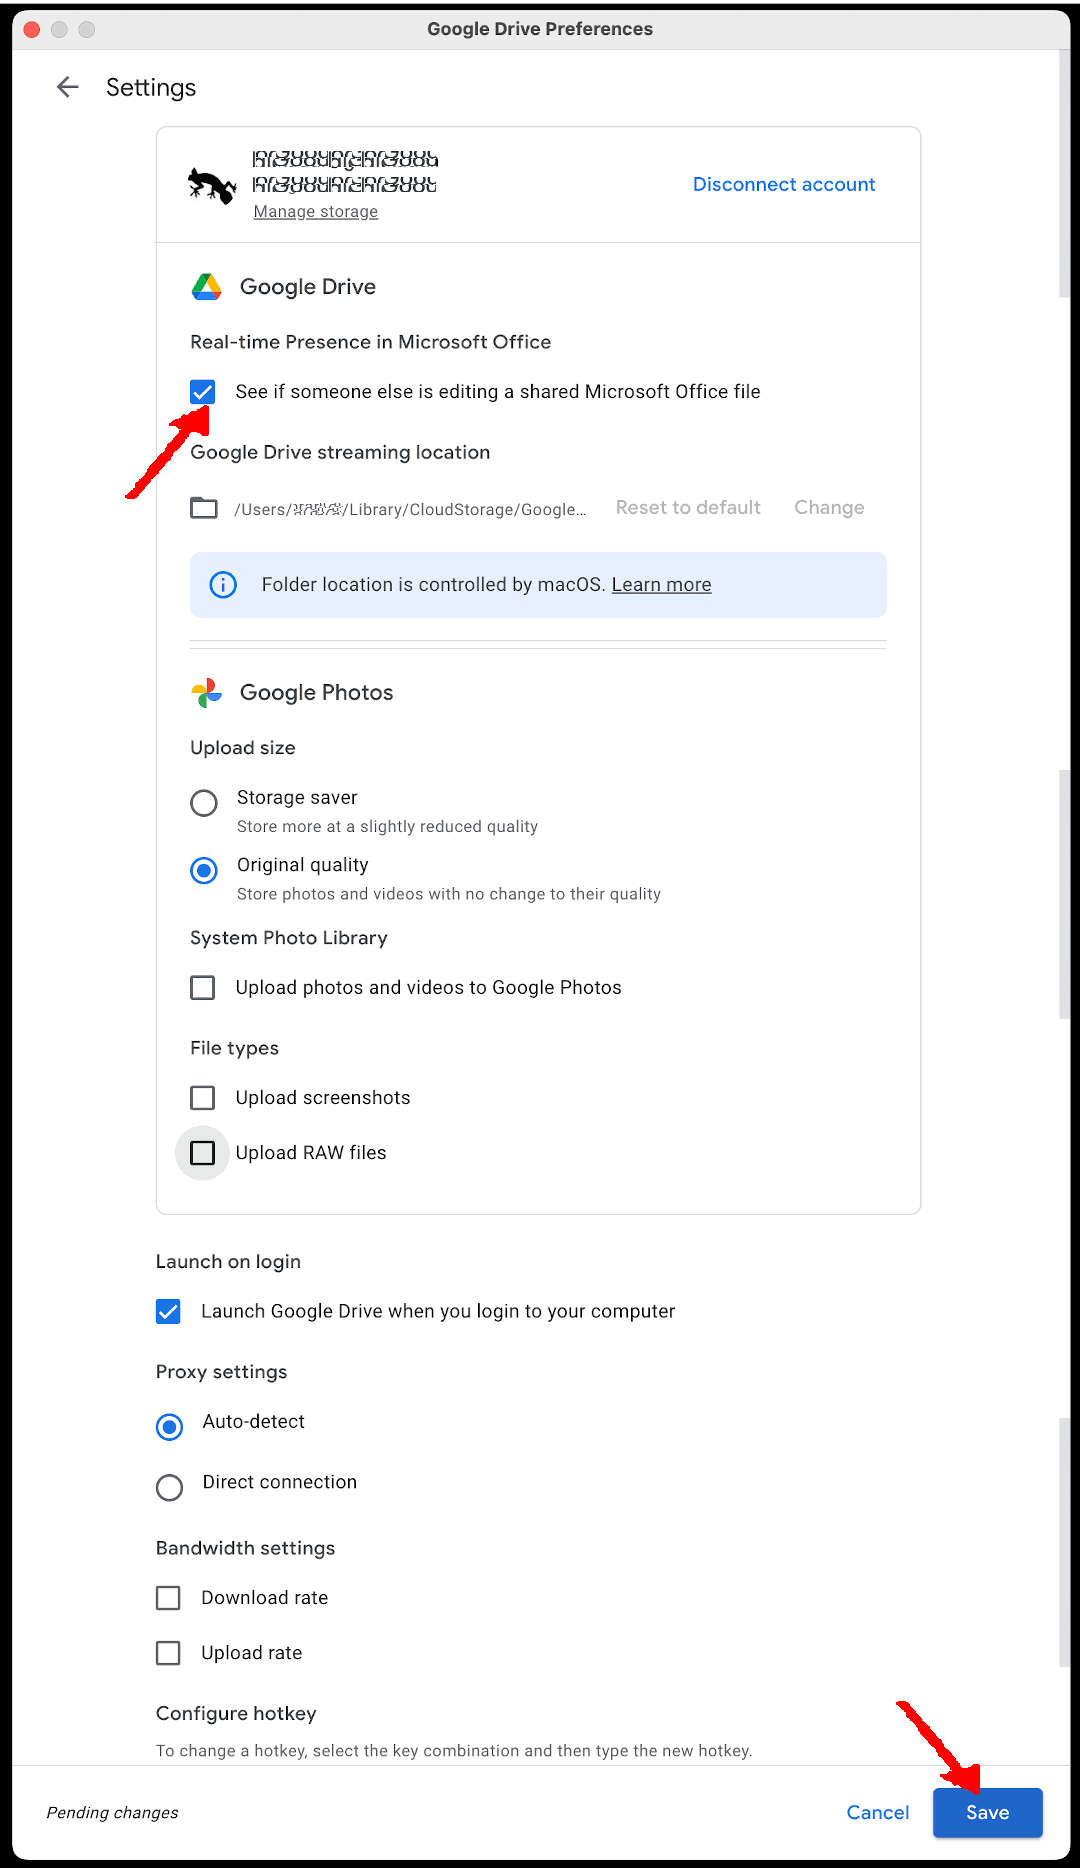 Google Drive Preferences
Settings
Disconnect account
Manage storage
Google Drive
Real-time Presence in Microsoft Office
See if someone else is editing a shared Microsoft Office file
Google Drive streaming location
/Users/ /Library/CloudStorage/Google... Reset to default Change
Folder location is controlled by macOS. Learn more
Google Photos
Upload size
Storage saver
Store more at a slightly reduced quality
Original quality
Store photos and videos with no change to their quality
System Photo Library
Upload photos and videos to Google Photos
File types
Upload screenshots
Upload RAW files
Launch on login
Launch Google Drive when you login to your computer
Proxy settings
Auto-detect
Direct connection
Bandwidth settings
Download rate
Upload rate
Configure hotkey
To change a hotkey, select the key combination and then type the new hotkey.
Pending changes Cancel Save